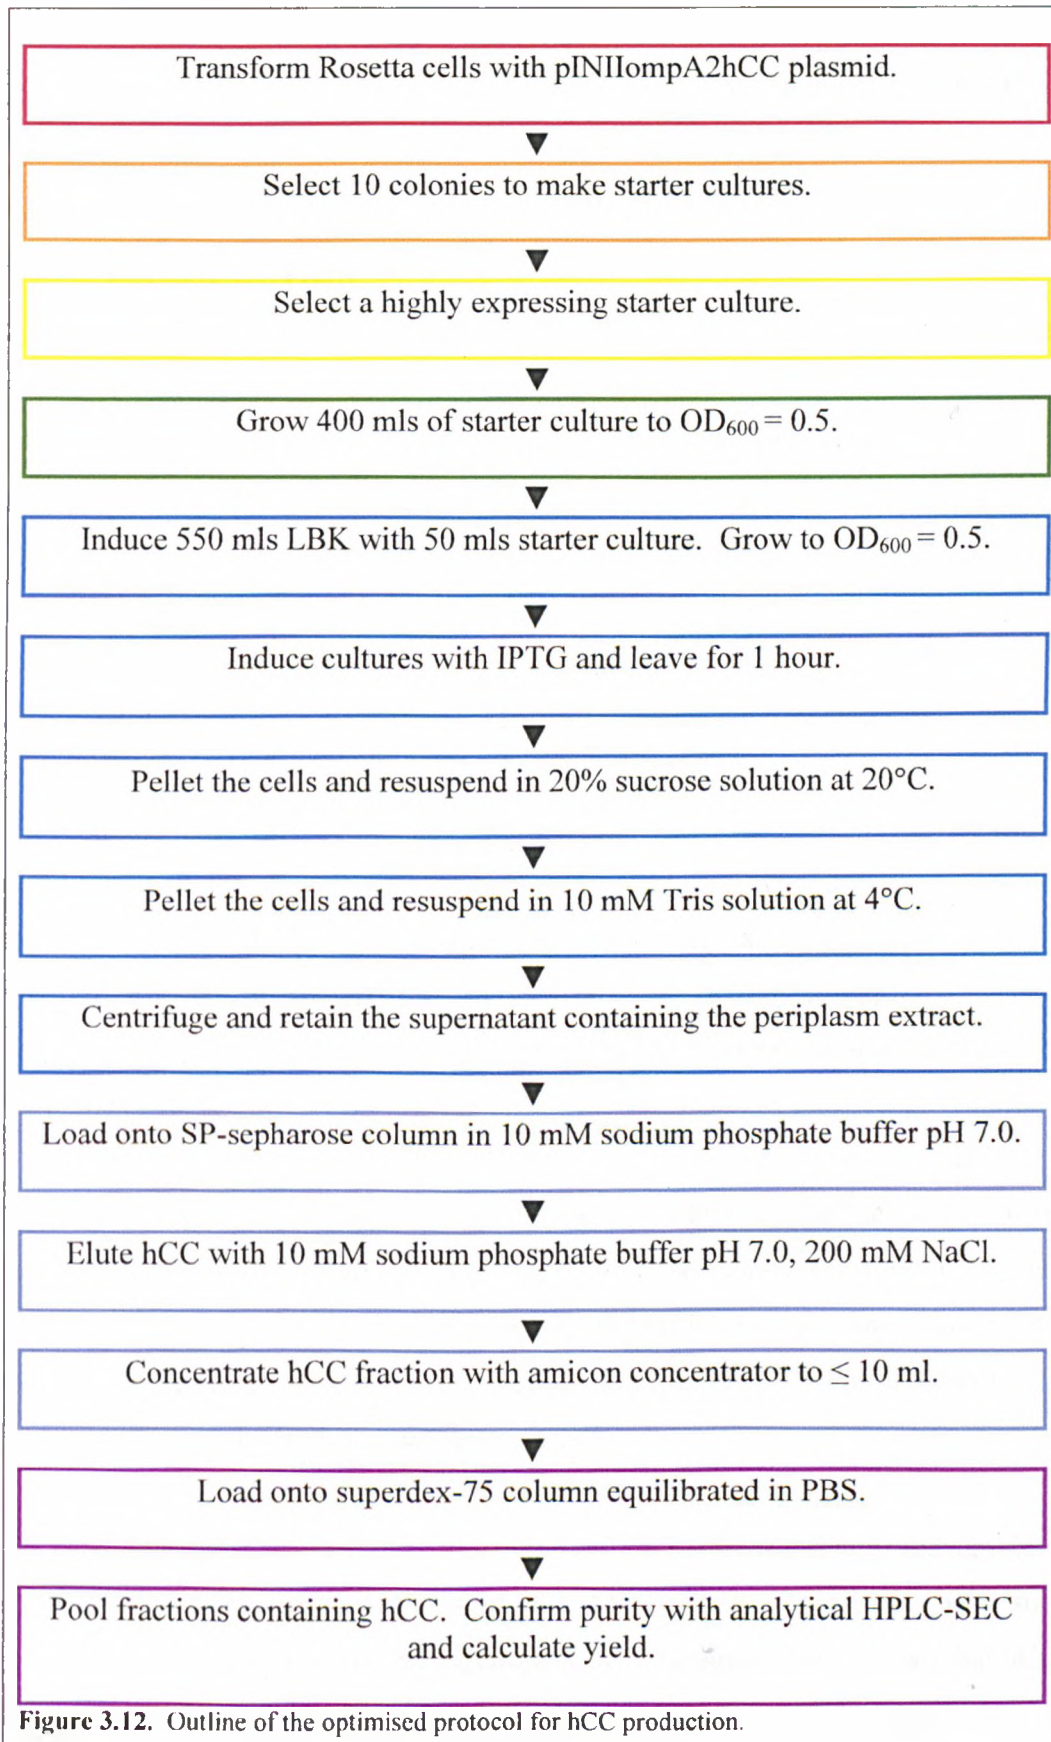 Transform Rosetta cells with pINIIompA2hCC plasmid.
Select 10 colonies to make starter cultures.
Select a highly expressing starter culture.
Grow 400 mls of starter culture to OD600 = 0.5.
Induce 550 mls LBK with 50 mls starter culture. Grow to OD600 = 0.5.
Induce cultures with IPTG and leave for 1 hour.
Pellet the cells and resuspend in 20% sucrose solution at 20°C.
Pellet the cells and resuspend in 10 mM Tris solution at 4°C.
Centrifuge and retain the supernatant containing the periplasm extract.
Load onto SP-sepharose column in 10 mM sodium phosphate buffer pH 7.0.
Elute hCC with 10 mM sodium phosphate buffer pH 7.0, 200 mM NaCl.
Concentrate hCC fraction with amicon concentrator to ≤ 10 ml.
Load onto superdex-75 column equilibrated in PBS.
Pool fractions containing hCC. Confirm purity with analytical HPLC-SEC
and calculate yield.
Figure 3.12. Outline of the optimised protocol for hCC production.